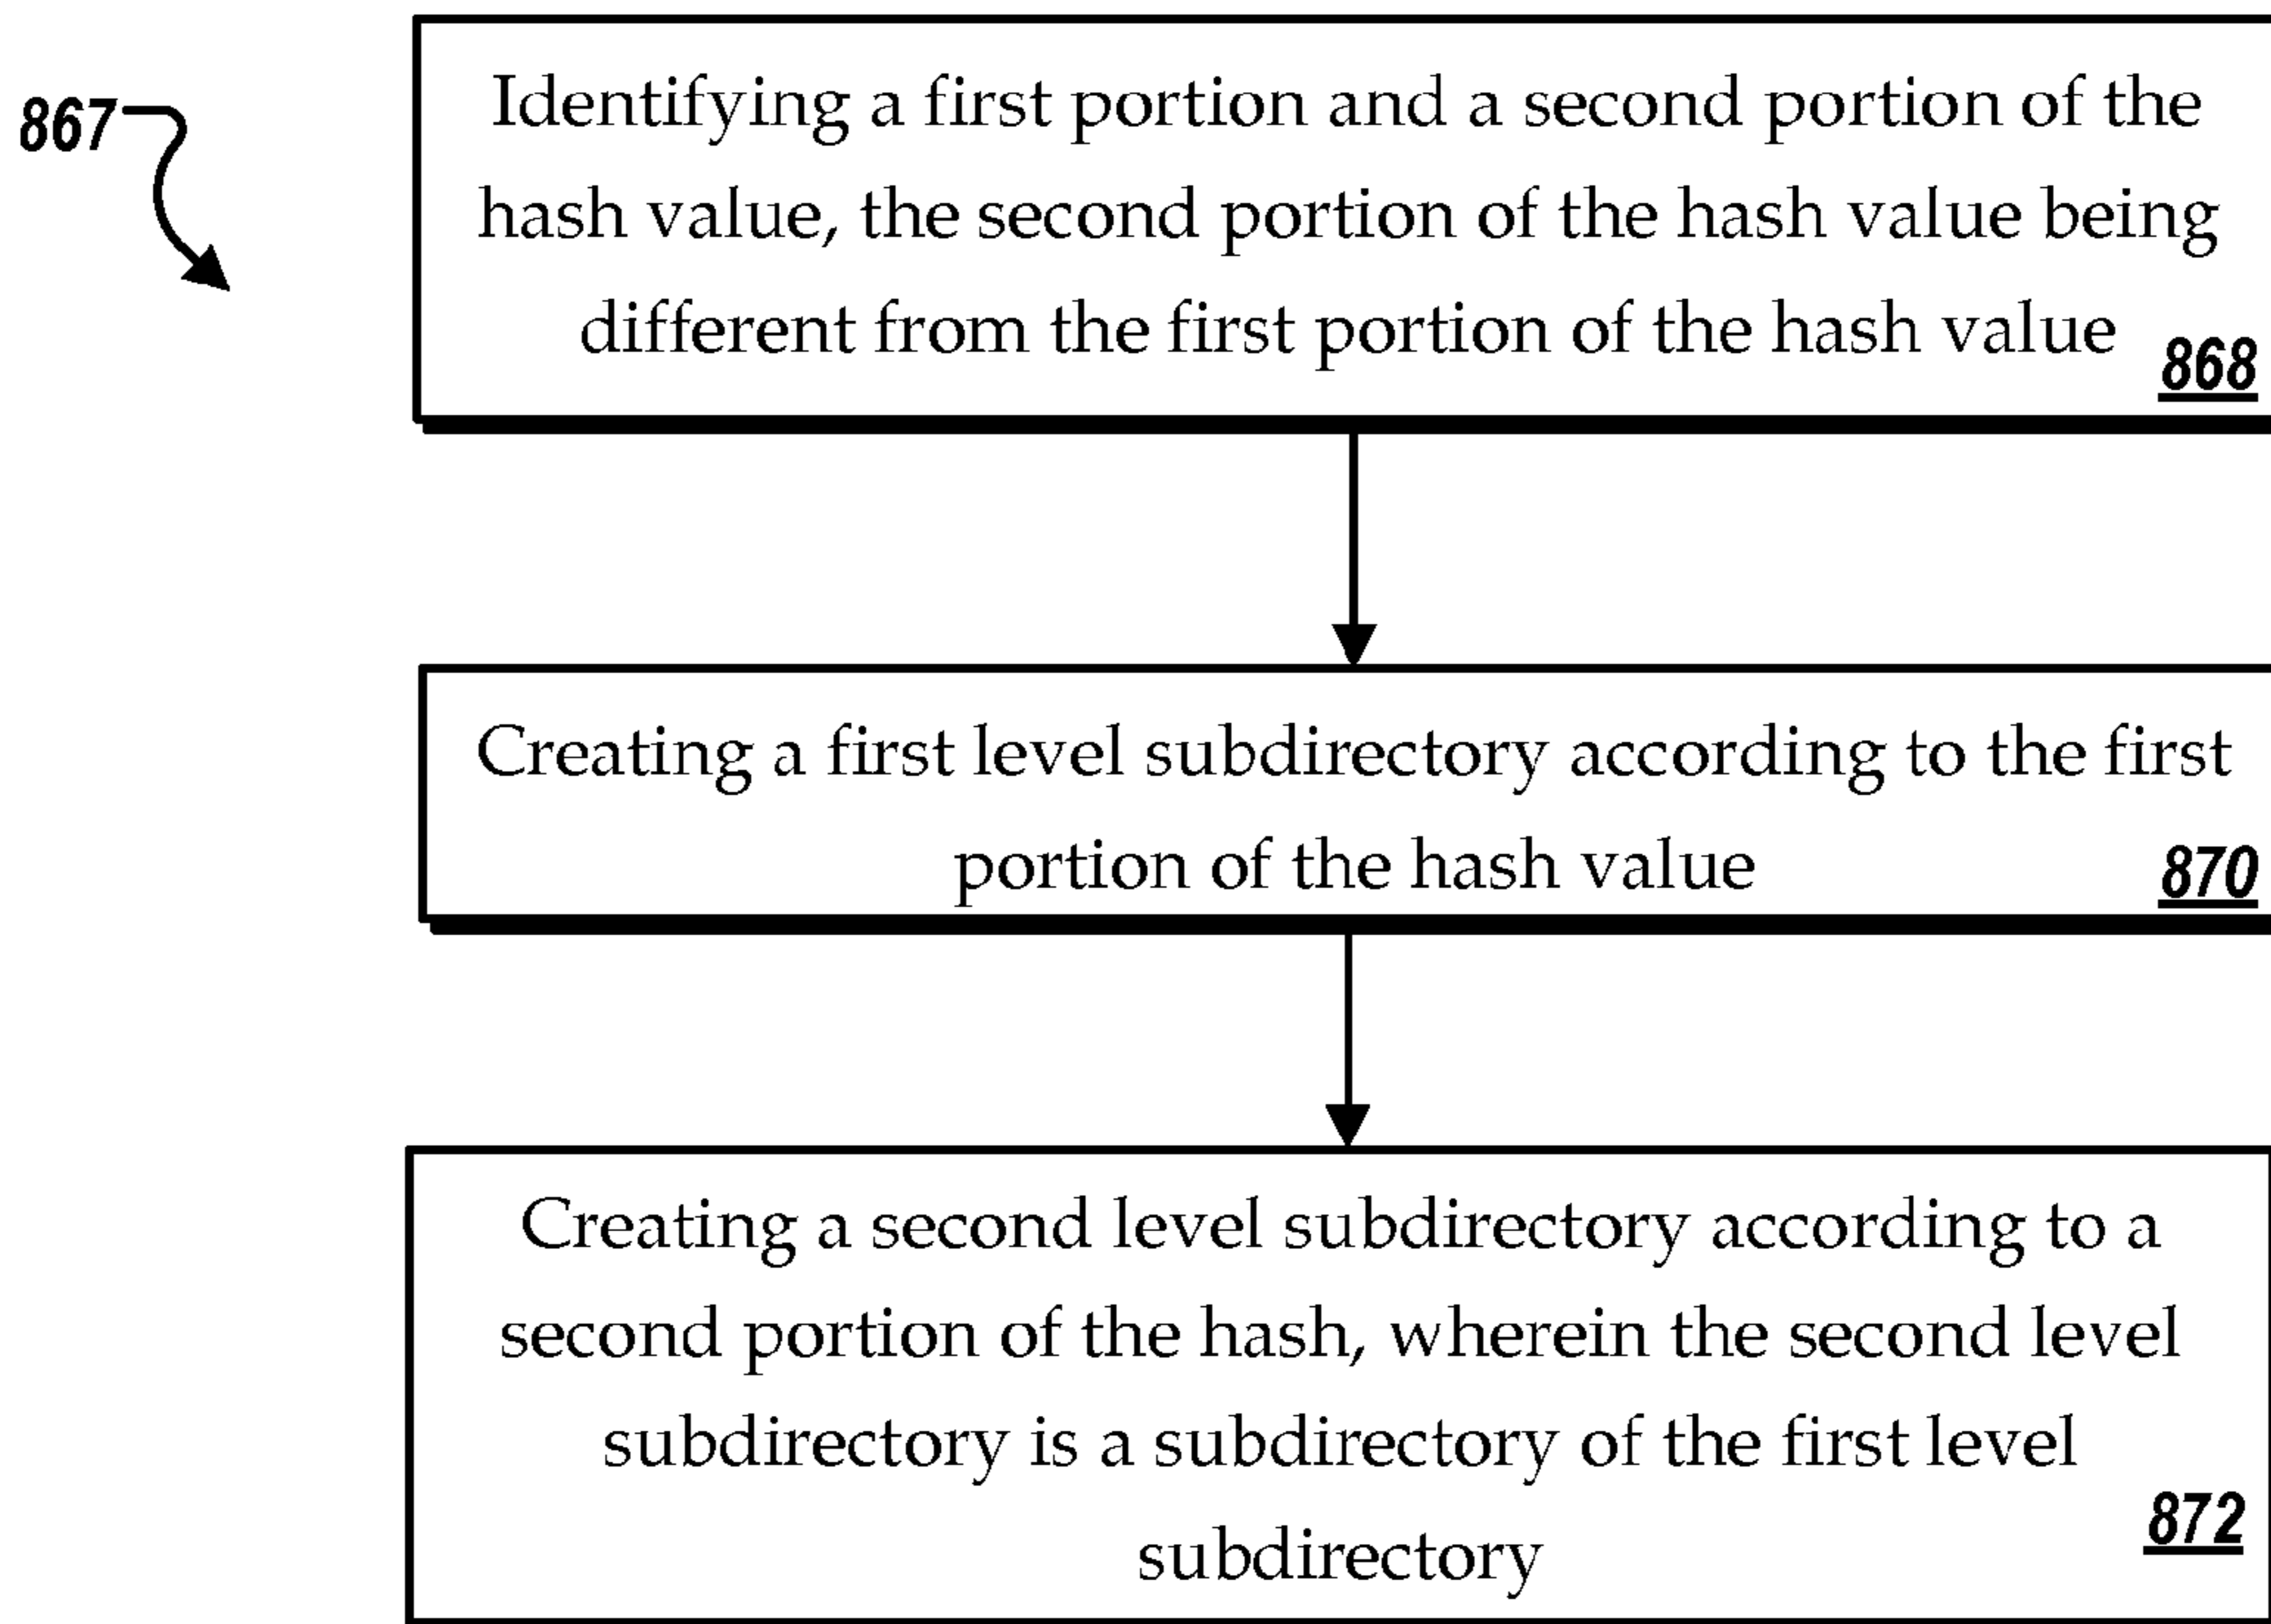 867
Identifying a first portion and a second portion of the
hash value, the second portion of the hash value being
different from the first portion of the hash value
868
Creating a first level subdirectory according to the first
portion of the hash value
870
Creating a second level subdirectory according to a
second portion of the hash, wherein the second level
subdirectory is a subdirectory of the first level
subdirectory
872